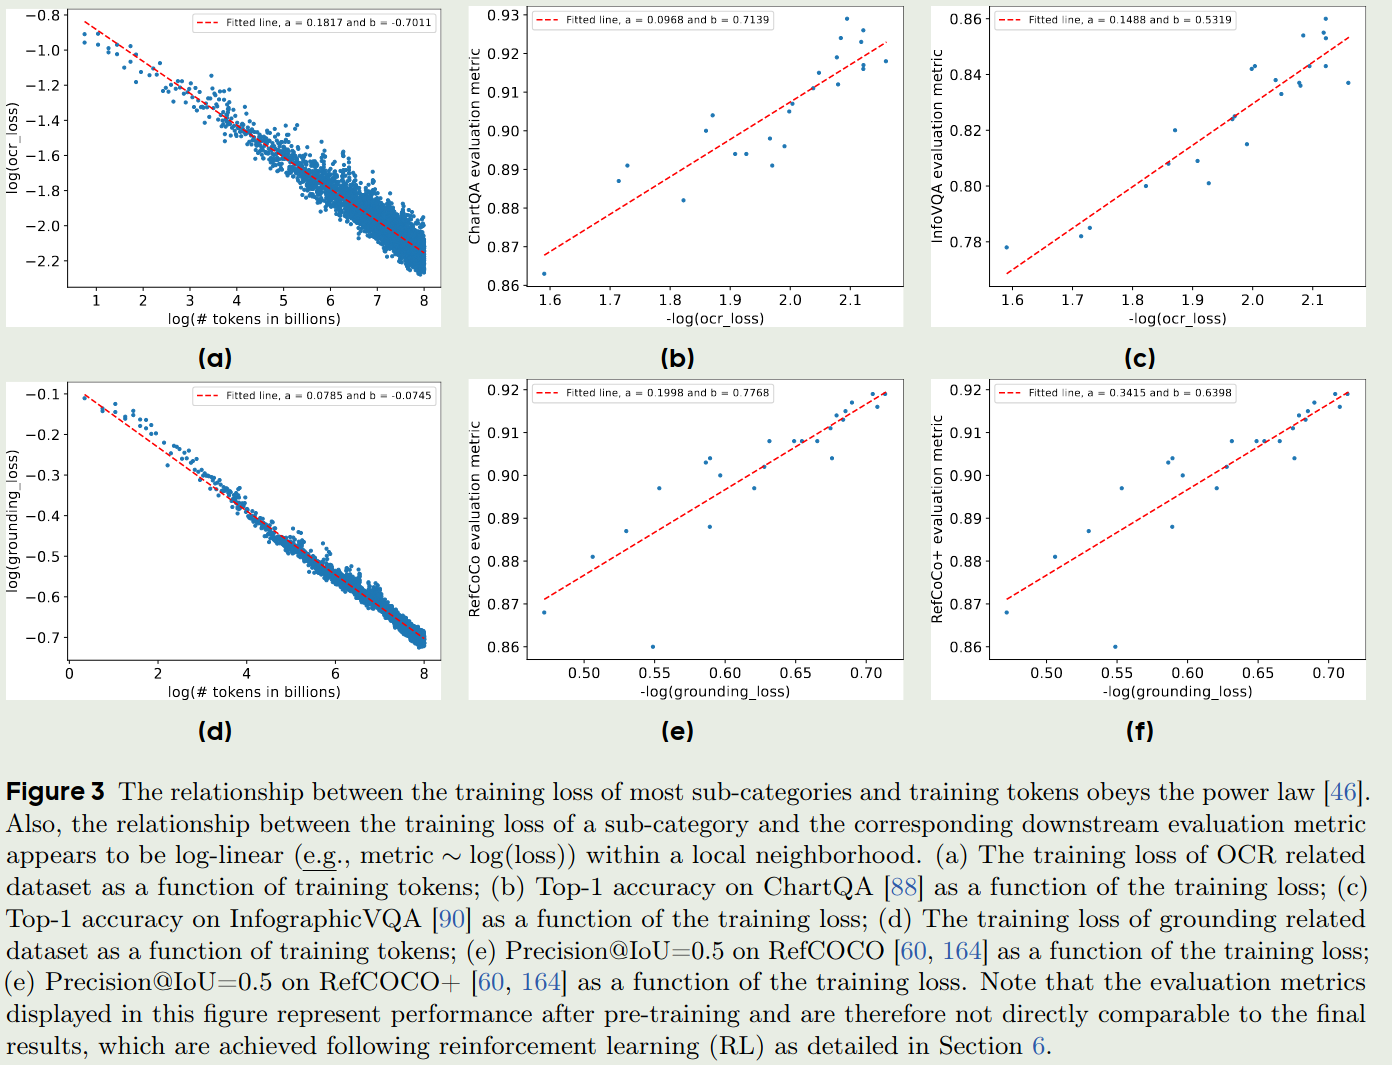 Fitted line, a = 0.1817 and b = -0.7011
−0.8
−1.0
−1.2
−1.4
−1.6
−1.8
−2.0
−2.2
log(ocr_loss)
1 2 3 4 5 6 7 8
log(# tokens in billions)
(a)
Fitted line, a = 0.0968 and b = 0.7139
0.93
0.92
0.91
0.90
0.89
0.88
0.87
0.86
ChartQA evaluation metric
1.6 1.7 1.8 1.9 2.0 2.1
-log(ocr_loss)
(b)
Fitted line, a = 0.1488 and b = 0.5319
0.86
0.84
0.82
0.80
0.78
InfoVQA evaluation metric
1.6 1.7 1.8 1.9 2.0 2.1
-log(ocr_loss)
(c)
Fitted line, a = 0.0785 and b = -0.0745
−0.1
−0.2
−0.3
−0.4
−0.5
−0.6
−0.7
log(grounding_loss)
0 2 4 6 8
log(# tokens in billions)
(d)
Fitted line, a = 0.1998 and b = 0.7768
0.92
0.91
0.90
0.89
0.88
0.87
0.86
RefCoCo evaluation metric
0.50 0.55 0.60 0.65 0.70
-log(grounding_loss)
(e)
Fitted line, a = 0.3415 and b = 0.6398
0.92
0.91
0.90
0.89
0.88
0.87
0.86
RefCoCo+ evaluation metric
0.50 0.55 0.60 0.65 0.70
-log(grounding_loss)
(f)
Figure 3 The relationship between the training loss of most sub-categories and training tokens obeys the power law [46].
Also, the relationship between the training loss of a sub-category and the corresponding downstream evaluation metric
appears to be log-linear (e.g., metric ∼ log(loss)) within a local neighborhood. (a) The training loss of OCR related
dataset as a function of training tokens; (b) Top-1 accuracy on ChartQA [88] as a function of the training loss; (c)
Top-1 accuracy on InfographicVQA [90] as a function of the training loss; (d) The training loss of grounding related
dataset as a function of training tokens; (e) Precision@IoU=0.5 on RefCOCO [60, 164] as a function of the training loss;
(e) Precision@IoU=0.5 on RefCOCO+ [60, 164] as a function of the training loss. Note that the evaluation metrics
displayed in this figure represent performance after pre-training and are therefore not directly comparable to the final
results, which are achieved following reinforcement learning (RL) as detailed in Section 6.